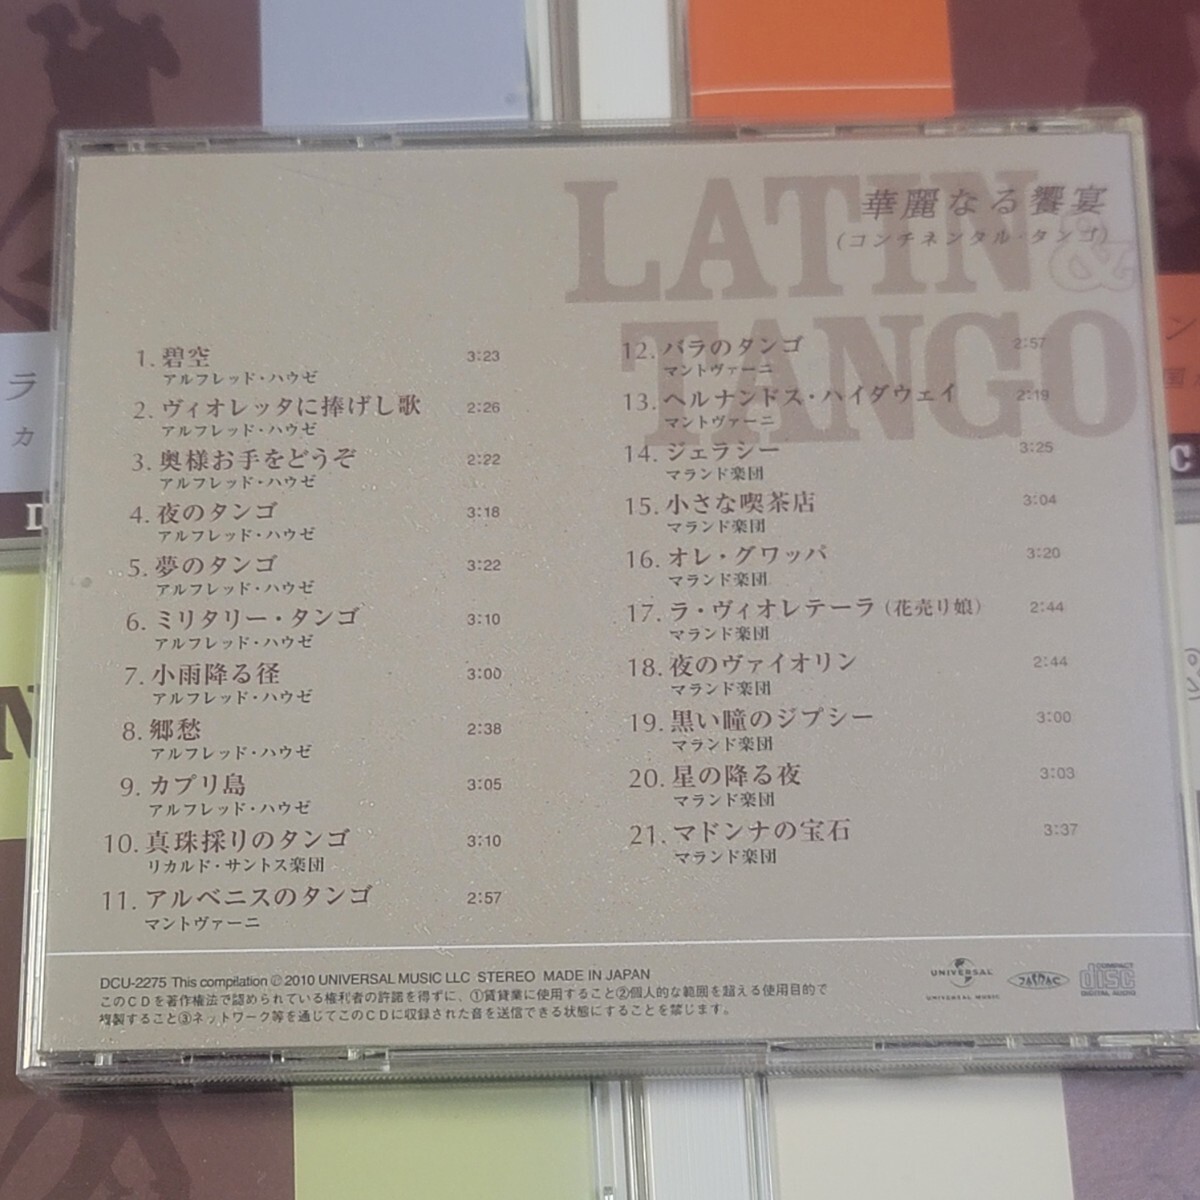 LATIN &
TANGO
華麗なる饗宴
(コンチネンタル・タンゴ)
1. 碧空 3:23
アルフレッド・ハウゼ
2. ヴィオレッタに捧げし歌 2:26
アルフレッド・ハウゼ
3. 奥様お手をどうぞ 2:22
アルフレッド・ハウゼ
4. 夜のタンゴ 3:18
アルフレッド・ハウゼ
5. 夢のタンゴ 3:22
アルフレッド・ハウゼ
6. ミリタリー・タンゴ 3:10
アルフレッド・ハウゼ
7. 小雨降る径 3:00
アルフレッド・ハウゼ
8. 郷愁 2:38
アルフレッド・ハウゼ
9. カプリ島 3:05
アルフレッド・ハウゼ
10. 真珠採りのタンゴ 3:10
リカルド・サントス楽団
11. アルベニスのタンゴ 2:57
マントヴァーニ
12. バラのタンゴ 2:57
マントヴァーニ
13. ヘルナンドス・ハイダウェイ 2:19
マントヴァーニ
14. ジェラシー 3:25
マランド楽団
15. 小さな喫茶店 3:04
マランド楽団
16. オレ・グワッパ 3:20
マランド楽団
17. ラ・ヴィオレテーラ (花売り娘) 2:44
マランド楽団
18. 夜のヴァイオリン 2:44
マランド楽団
19. 黒い瞳のジプシー 3:00
マランド楽団
20. 星の降る夜 3:03
マランド楽団
21. マドンナの宝石 3:37
マランド楽団
DCU-2275 This compilation ℗2010 UNIVERSAL MUSIC LLC STEREO MADE IN JAPAN
このCDを著作権法で認められている権利者の許諾を得ずに、①賃貸業に使用すること②個人的な範囲を超える使用目的で
複製すること③ネットワーク等を通じてこのCDに収録された音を送信できる状態にすることを禁じます。
UNIVERSAL
UNIVERSAL MUSIC
COMPACT
disc
DIGITAL AUDIO
ラ
カ
D
N
ン
C